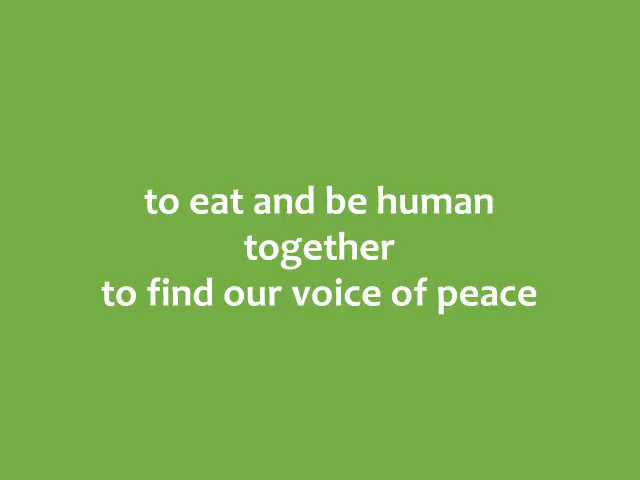 to eat and be human
together
to find our voice of peace